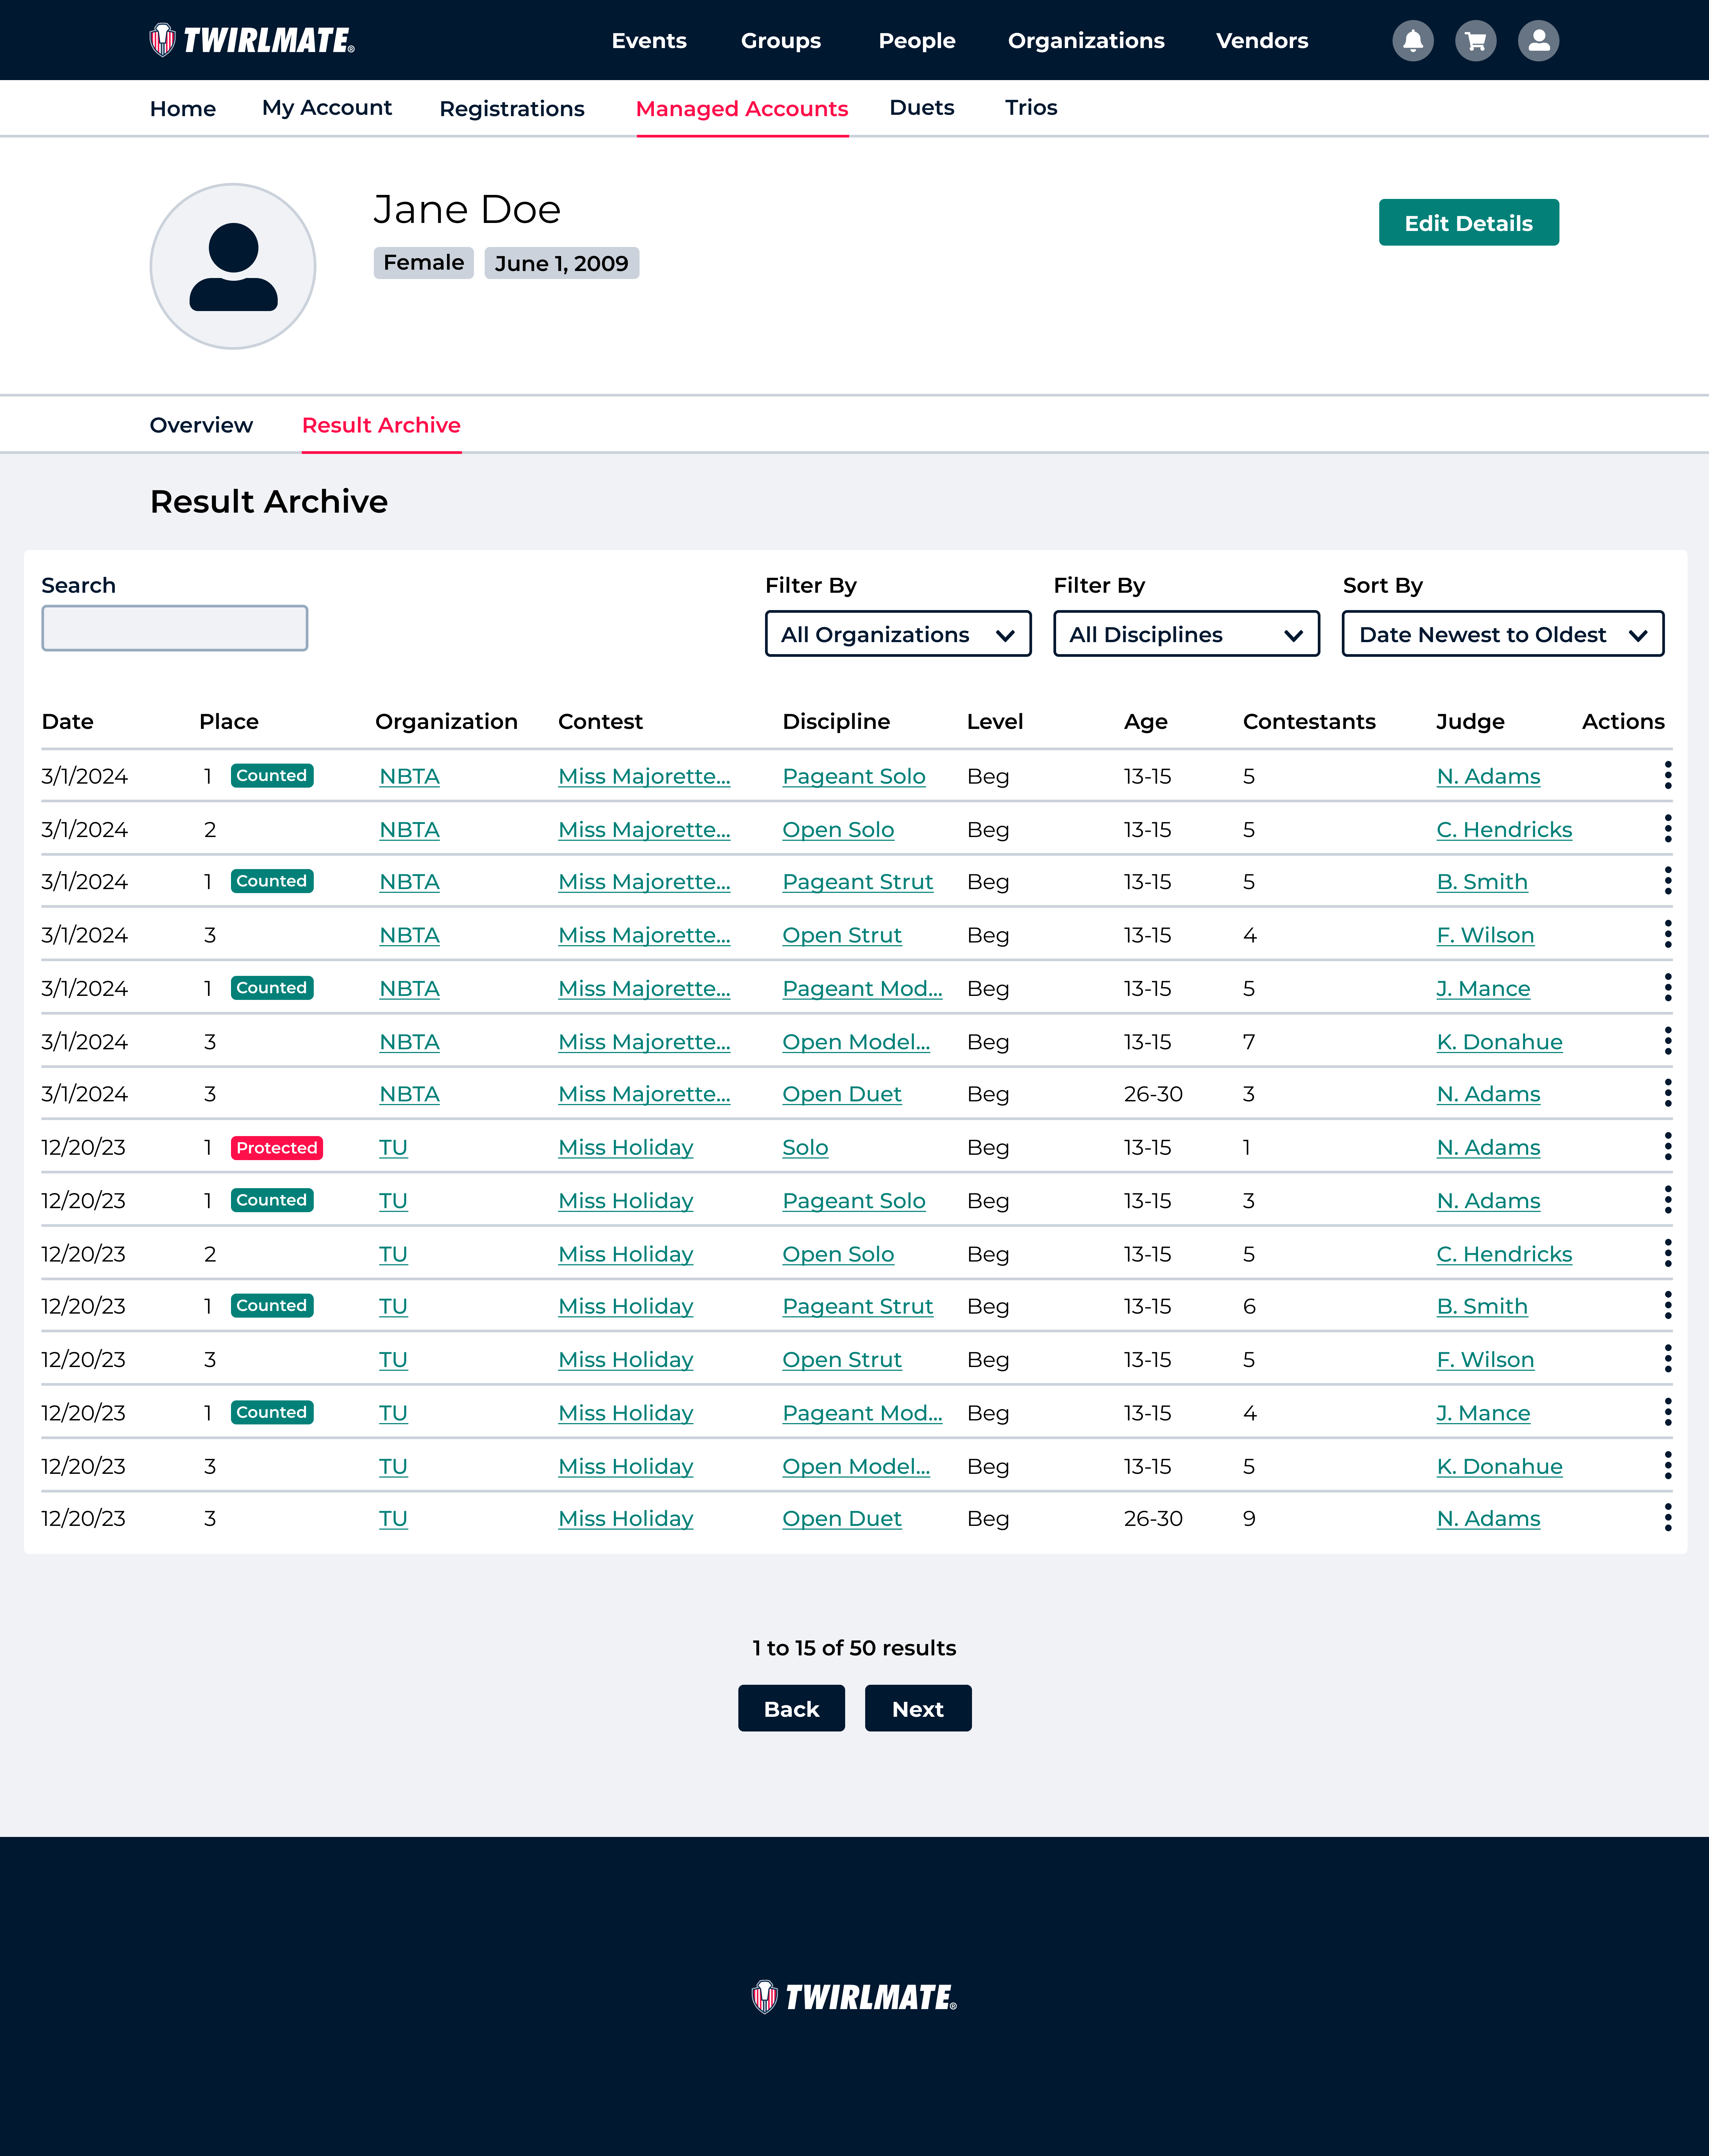 TWIRLMATE® Events Groups People Organizations Vendors
Home My Account Registrations Managed Accounts Duets Trios
Jane Doe
Edit Details
Female June 1, 2009
Overview Result Archive
Result Archive
Search Filter By Filter By Sort By
All Organizations All Disciplines Date Newest to Oldest
Date Place Organization Contest Discipline Level Age Contestants Judge Actions
3/1/2024 1 Counted NBTA Miss Majorette... Pageant Solo Beg 13-15 5 N. Adams
3/1/2024 2 NBTA Miss Majorette... Open Solo Beg 13-15 5 C. Hendricks
3/1/2024 1 Counted NBTA Miss Majorette... Pageant Strut Beg 13-15 5 B. Smith
3/1/2024 3 NBTA Miss Majorette... Open Strut Beg 13-15 4 F. Wilson
3/1/2024 1 Counted NBTA Miss Majorette... Pageant Mod... Beg 13-15 5 J. Mance
3/1/2024 3 NBTA Miss Majorette... Open Model... Beg 13-15 7 K. Donahue
3/1/2024 3 NBTA Miss Majorette... Open Duet Beg 26-30 3 N. Adams
12/20/23 1 Protected TU Miss Holiday Solo Beg 13-15 1 N. Adams
12/20/23 1 Counted TU Miss Holiday Pageant Solo Beg 13-15 3 N. Adams
12/20/23 2 TU Miss Holiday Open Solo Beg 13-15 5 C. Hendricks
12/20/23 1 Counted TU Miss Holiday Pageant Strut Beg 13-15 6 B. Smith
12/20/23 3 TU Miss Holiday Open Strut Beg 13-15 5 F. Wilson
12/20/23 1 Counted TU Miss Holiday Pageant Mod... Beg 13-15 4 J. Mance
12/20/23 3 TU Miss Holiday Open Model... Beg 13-15 5 K. Donahue
12/20/23 3 TU Miss Holiday Open Duet Beg 26-30 9 N. Adams
1 to 15 of 50 results
Back Next
TWIRLMATE®